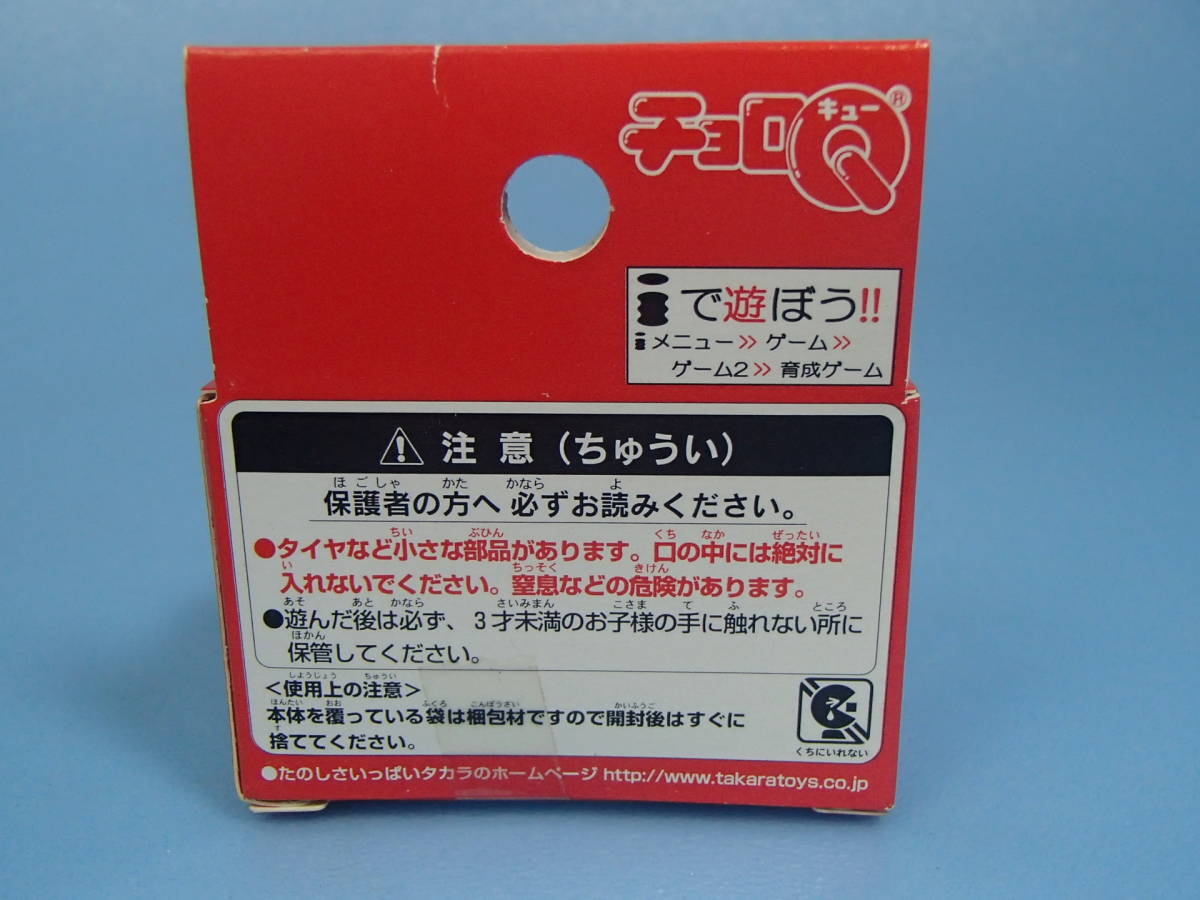 チョロQ キュー ®
iで遊ぼう!!
iメニュー≫ ゲーム≫
ゲーム2≫ 育成ゲーム
注 意（ちゅうい）
ほ ご しゃ かた かなら よ
保護者の方へ 必ずお読みください。
ちい ぶひん くち なか ぜったい
●タイヤなど小さな部品があります。口の中には絶対に
い ちっそく きけん
入れないでください。窒息などの危険があります。
あそ あと かなら さいみまん こさま て ふ ところ
●遊んだ後は必ず、3才未満のお子様の手に触れない所に
ほかん
保管してください。
しようじょう ちゅうい
＜使用上の注意＞
ほんたい おお ふくろ こんぽうざい かいふうご
本体を覆っている袋は梱包材ですので開封後はすぐに
す
捨ててください。
くちにいれない
●たのしさいっぱいタカラのホームページ http://www.takaratoys.co.jp